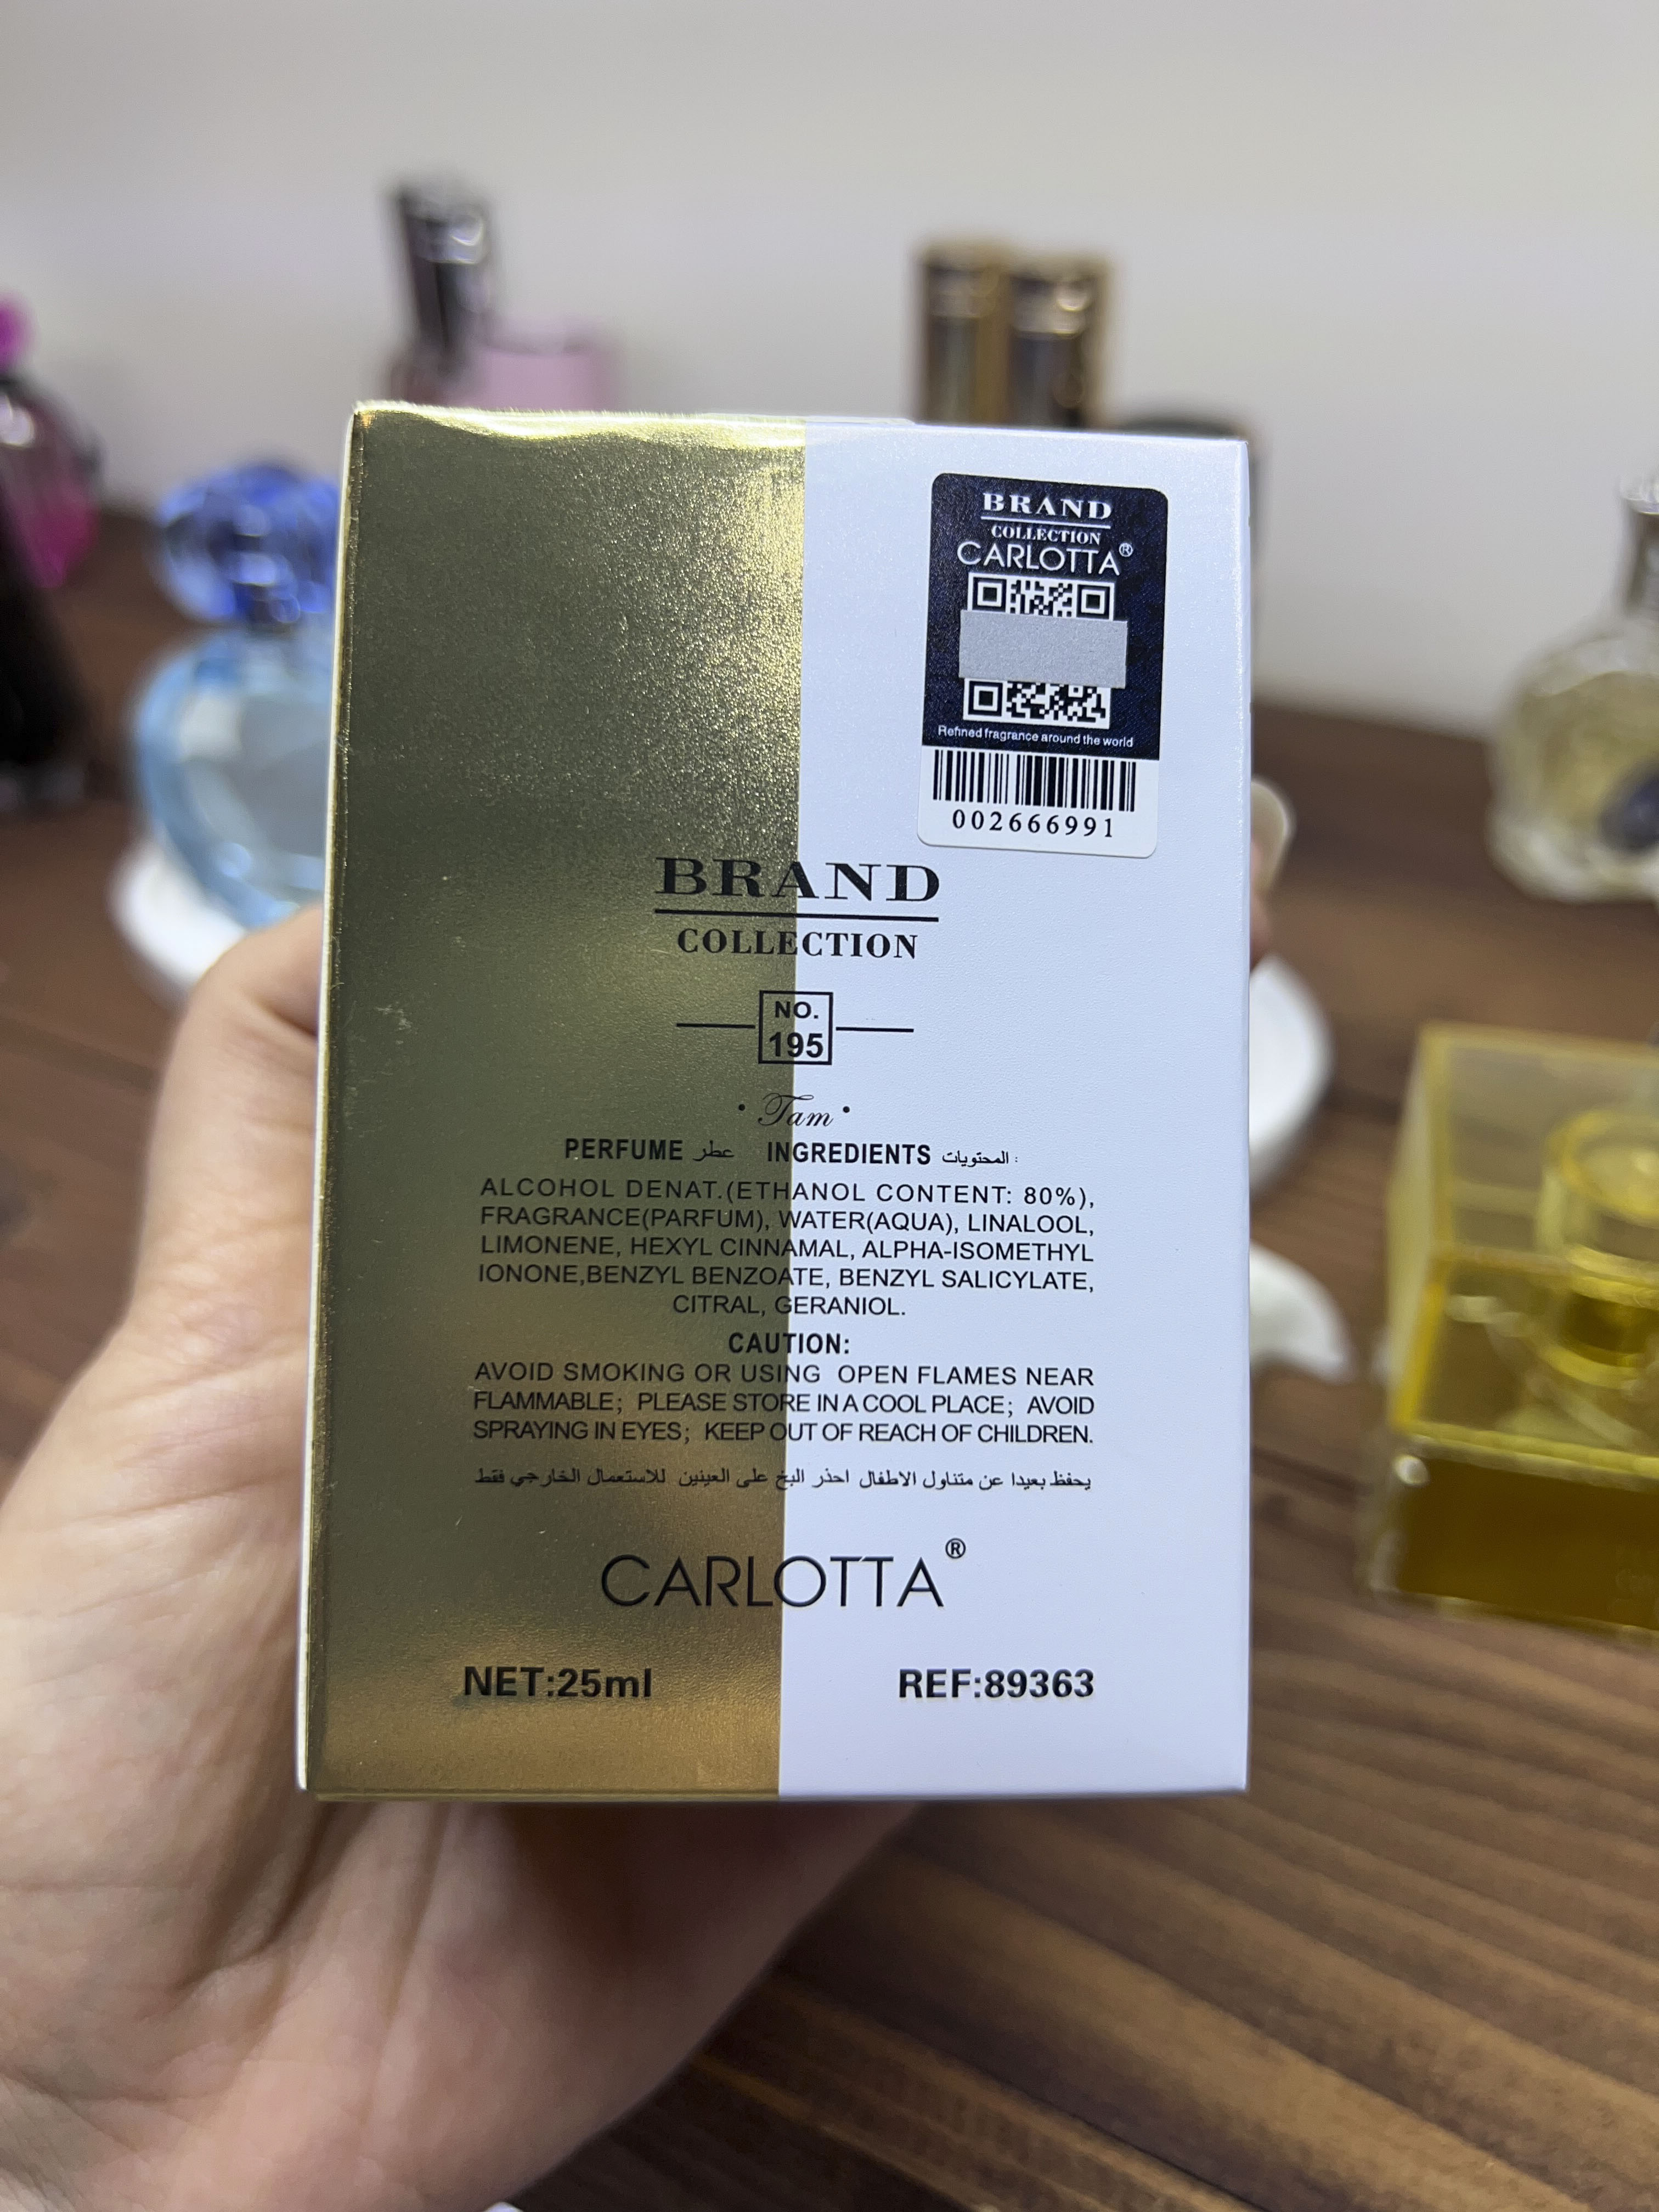 BRAND
COLLECTION
CARLOTTA®
Refined fragrance around the world
002666991
BRAND
COLLECTION
NO.
195
• Tam •
PERFUME عطر INGREDIENTS المحتويات :
ALCOHOL DENAT.(ETHANOL CONTENT: 80%),
FRAGRANCE(PARFUM), WATER(AQUA), LINALOOL,
LIMONENE, HEXYL CINNAMAL, ALPHA-ISOMETHYL
IONONE,BENZYL BENZOATE, BENZYL SALICYLATE,
CITRAL, GERANIOL.
CAUTION:
AVOID SMOKING OR USING OPEN FLAMES NEAR
FLAMMABLE; PLEASE STORE IN A COOL PLACE; AVOID
SPRAYING IN EYES; KEEP OUT OF REACH OF CHILDREN.
يحفظ بعيدا عن متناول الاطفال احذر البخ على العينين للاستعمال الخارجي فقط
CARLOTTA®
NET:25ml
REF:89363